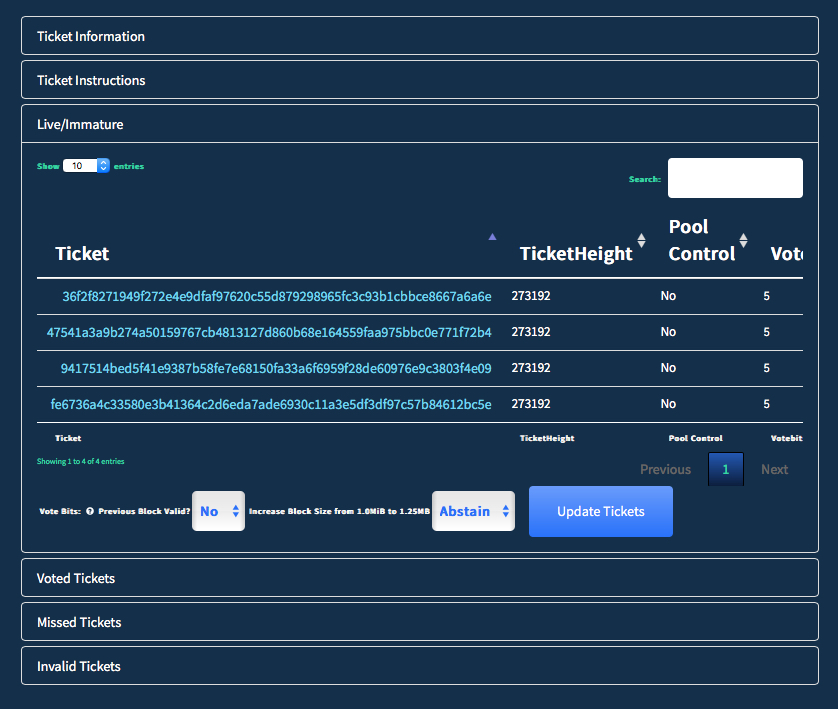 Ticket Information
Ticket Instructions
Live/Immature
Show 10 entries
Search:
Ticket TicketHeight Pool Control Vote
36f2f8271949f272e4e9dfaf97620c55d879298965fc3c93b1cbbce8667a6a6e 273192 No 5
47541a3a9b274a50159767cb4813127d860b68e164559faa975bbc0e771f72b4 273192 No 5
9417514bed5f41e9387b58fe7e68150fa33a6f6959f28de60976e9c3803f4e09 273192 No 5
fe6736a4c33580e3b41364c2d6eda7ade6930c11a3e5df3df97c57b84612bc5e 273192 No 5
Ticket TicketHeight Pool Control Votebit
Showing 1 to 4 of 4 entries
Previous 1 Next
Vote Bits: Previous Block Valid? No Increase Block Size from 1.0MiB to 1.25MB Abstain Update Tickets
Voted Tickets
Missed Tickets
Invalid Tickets